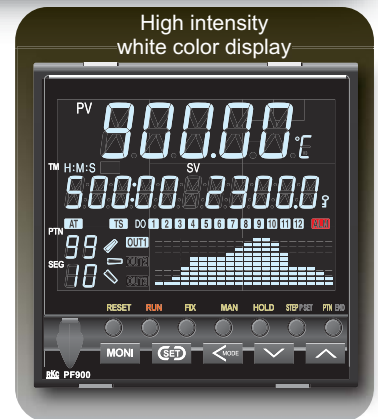 High intensity
white color display
PV
900.00 °C
TM H:M:S SV
500:00 2300.0
AT TS DO 1 2 3 4 5 6 7 8 9 10 11 12
PTN 99 OUT1
OUT2
SEG 10 OUT3
RESET RUN FIX MAN HOLD STEP P.SET PTN END
MONI SET <MODE
RKC PF900